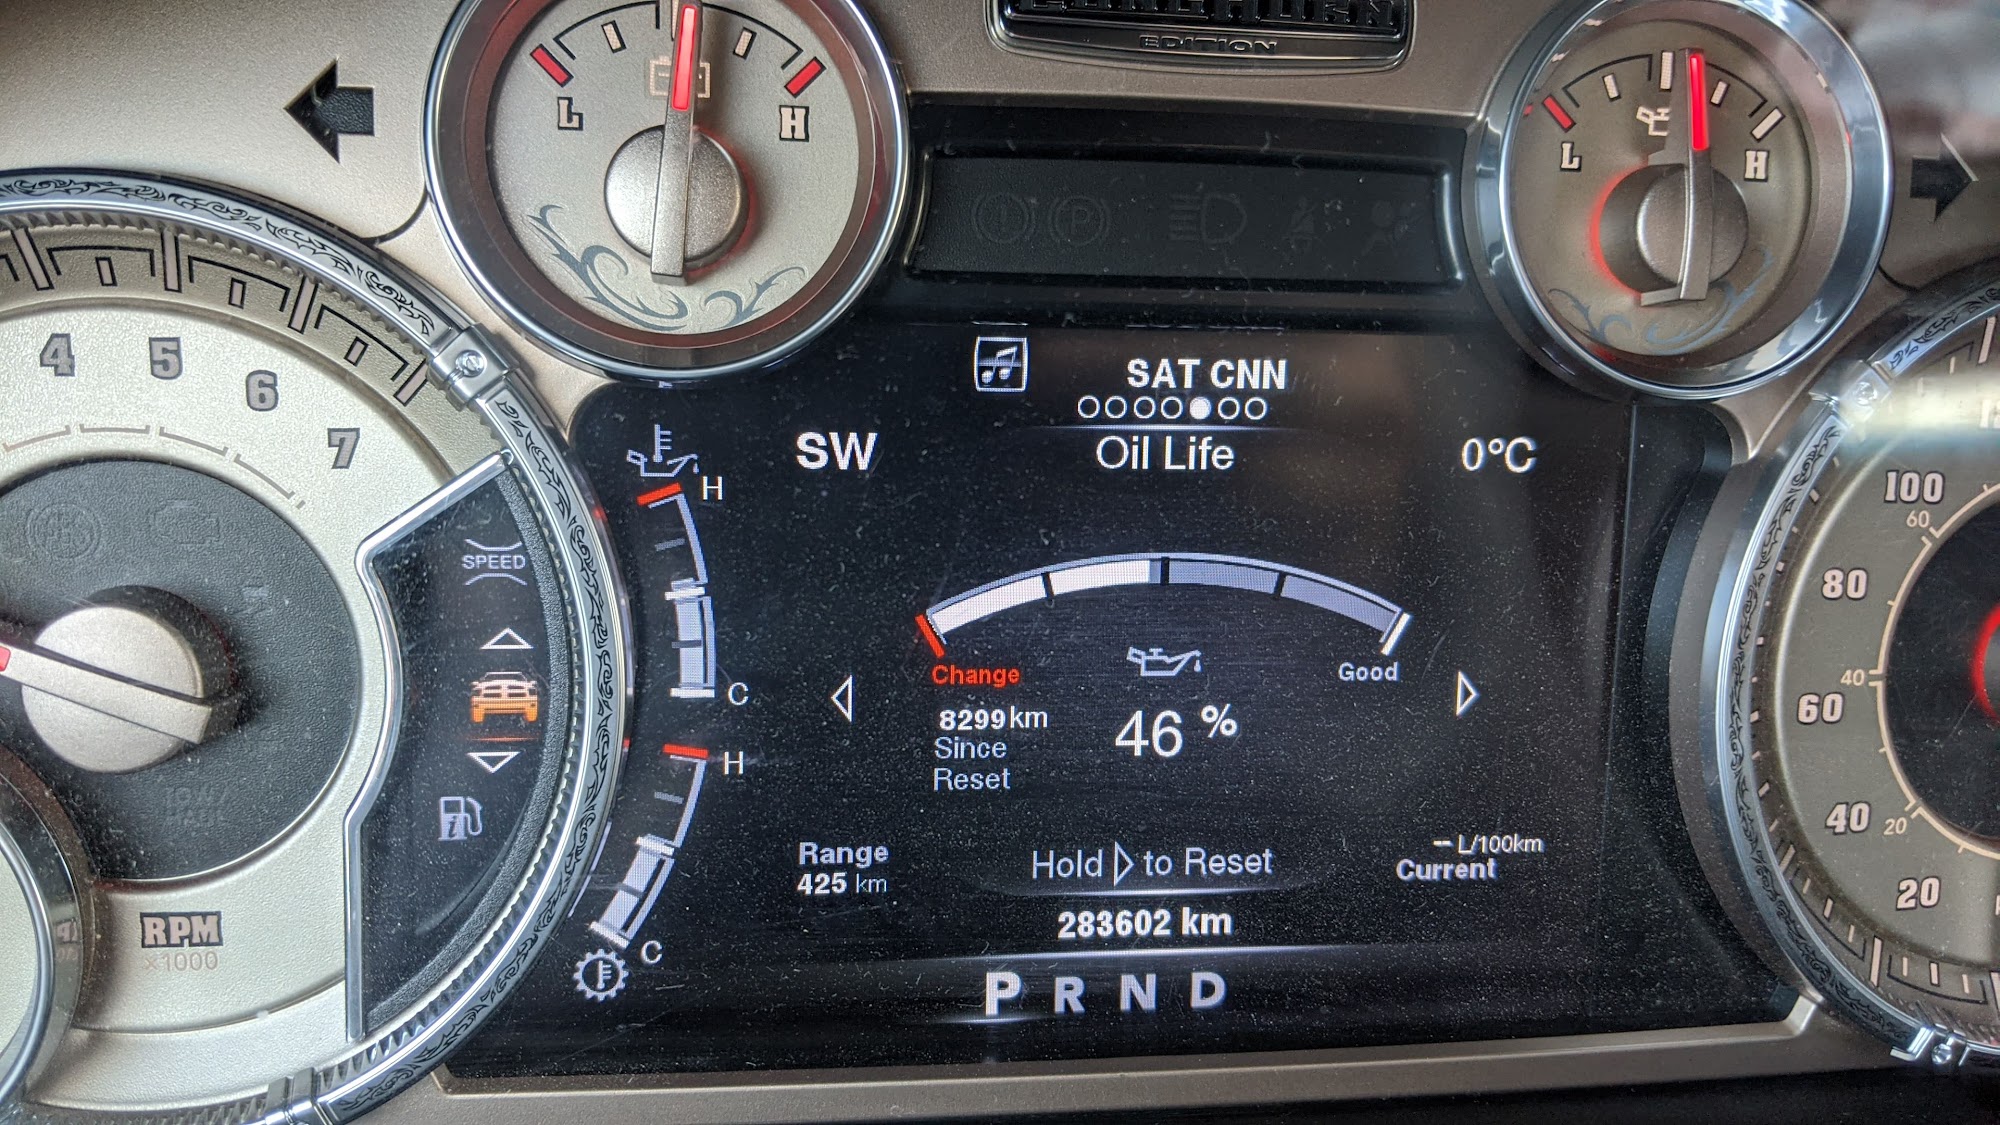 LONGHORN
EDITION
L H
L H
SAT CNN
SW
Oil Life
0°C
4 5 6 7
SPEED
H
C
H
C
Change
Good
8299 km
Since
Reset
46 %
Range
425 km
Hold to Reset
-- L/100km
Current
283602 km
P R N D
RPM
x1000
100
80
60
40
20
60
40
20